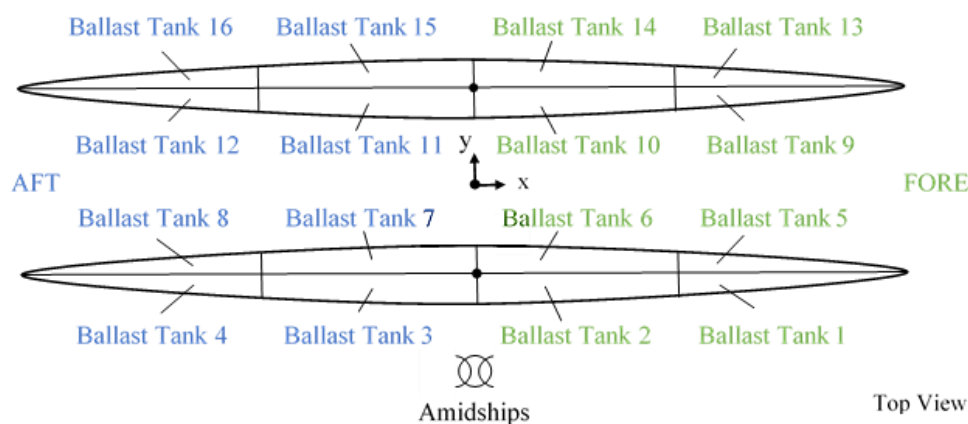 Ballast Tank 16 Ballast Tank 15 Ballast Tank 14 Ballast Tank 13
Ballast Tank 12 Ballast Tank 11 y Ballast Tank 10 Ballast Tank 9
AFT x FORE
Ballast Tank 8 Ballast Tank 7 Ballast Tank 6 Ballast Tank 5
Ballast Tank 4 Ballast Tank 3 Ballast Tank 2 Ballast Tank 1
Amidships
Top View